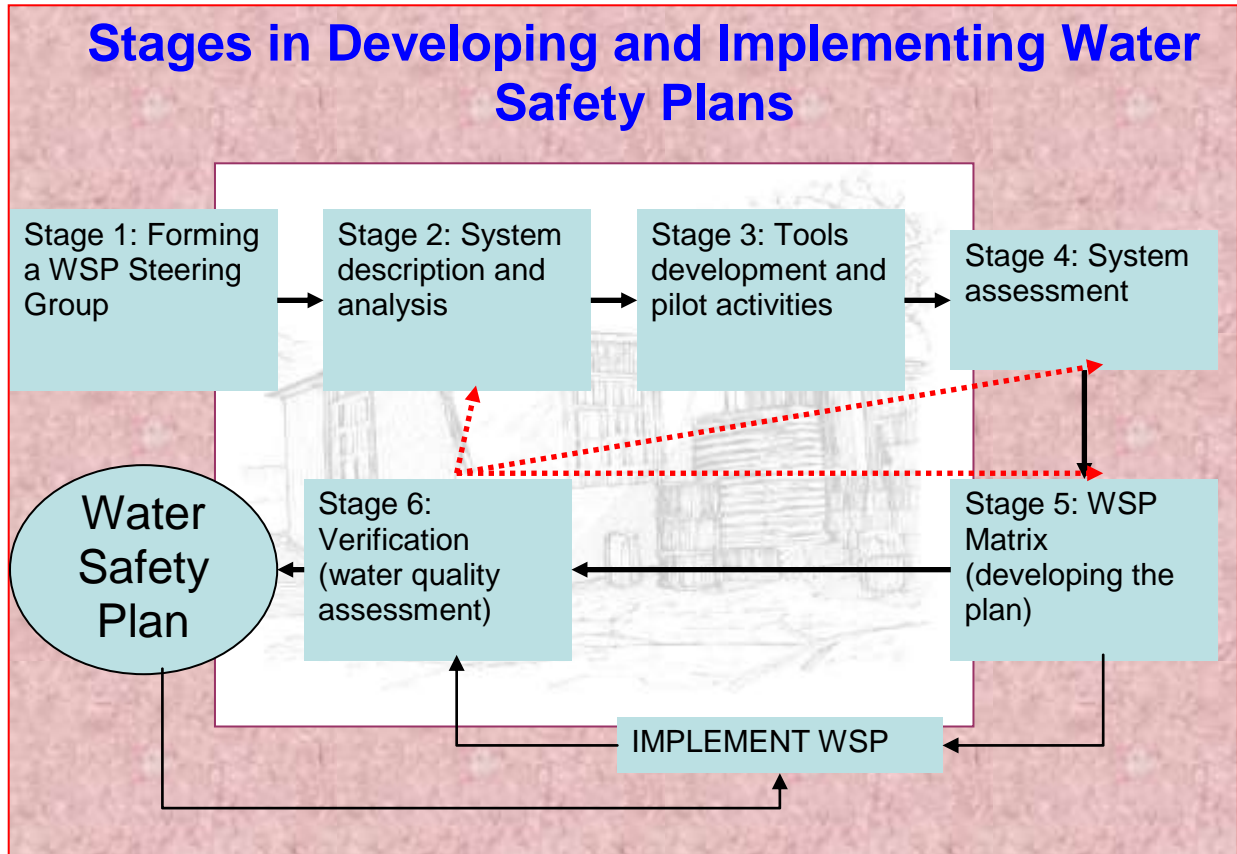 Stages in Developing and Implementing Water
Safety Plans
Stage 1: Forming
a WSP Steering
Group
Stage 2: System
description and
analysis
Stage 3: Tools
development and
pilot activities
Stage 4: System
assessment
Water
Safety
Plan
Stage 6:
Verification
(water quality
assessment)
Stage 5: WSP
Matrix
(developing the
plan)
IMPLEMENT WSP